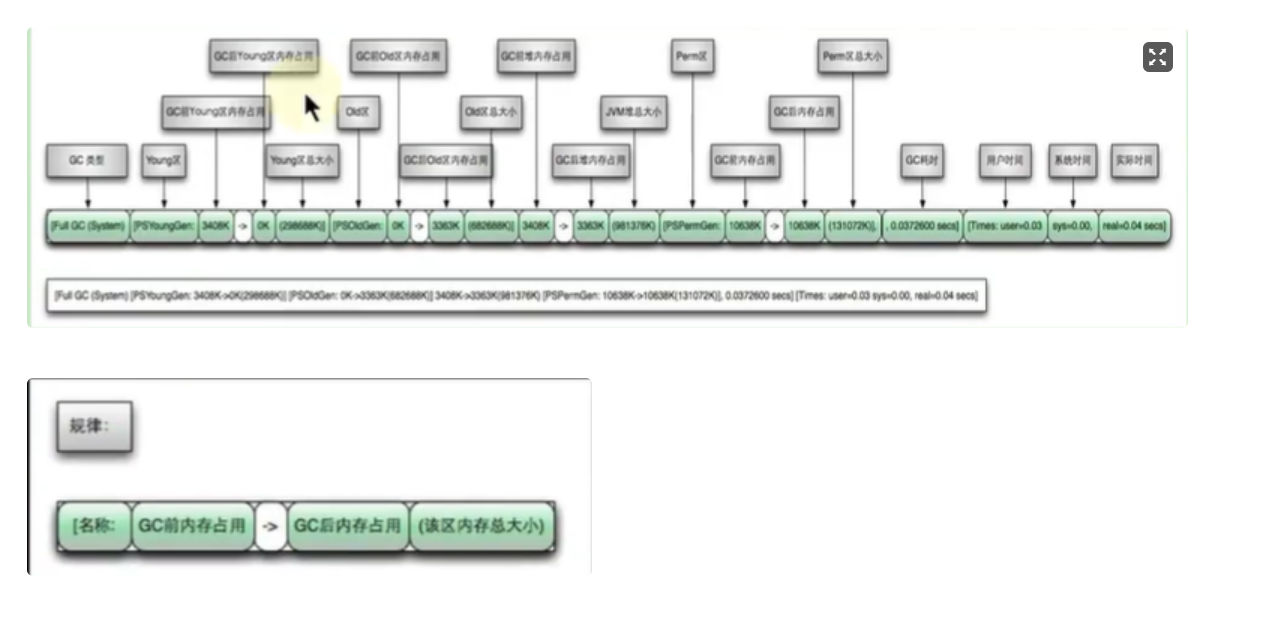 GC后Young区内存占用 GC前Old区内存占用 GC前堆内存占用 Perm区 Perm区总大小
GC前Young区内存占用 Old区 Old区总大小 JVM堆总大小 GC后内存占用
GC 类型 Young区 Young区总大小 GC后Old区内存占用 GC后堆内存占用 GC前内存占用 GC耗时 用户时间 系统时间 实际时间
[Full GC (System) [PSYoungGen: 3408K -> 0K (298688K)] [PSOldGen: 0K -> 3363K (682688K)] 3408K -> 3363K (981376K) [PSPermGen: 10638K -> 10638K (131072K)], , 0.0372600 secs] [Times: user=0.03 sys=0.00, real=0.04 secs]
[Full GC (System) [PSYoungGen: 3408K->0K(298688K)] [PSOldGen: 0K->3363K(682688K)] 3408K->3363K(981376K) [PSPermGen: 10638K->10638K(131072K)], 0.0372600 secs] [Times: user=0.03 sys=0.00, real=0.04 secs]
规律：
[名称: GC前内存占用 -> GC后内存占用 (该区内存总大小)